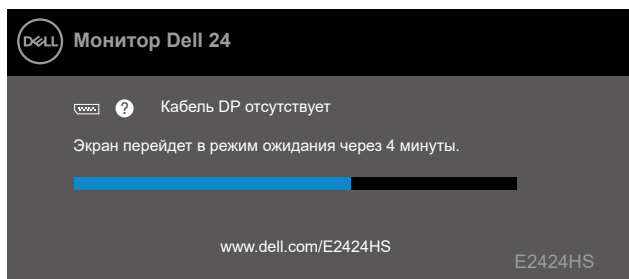 DELL
Монитор Dell 24
? Кабель DP отсутствует
Экран перейдет в режим ожидания через 4 минуты.
www.dell.com/E2424HS
E2424HS